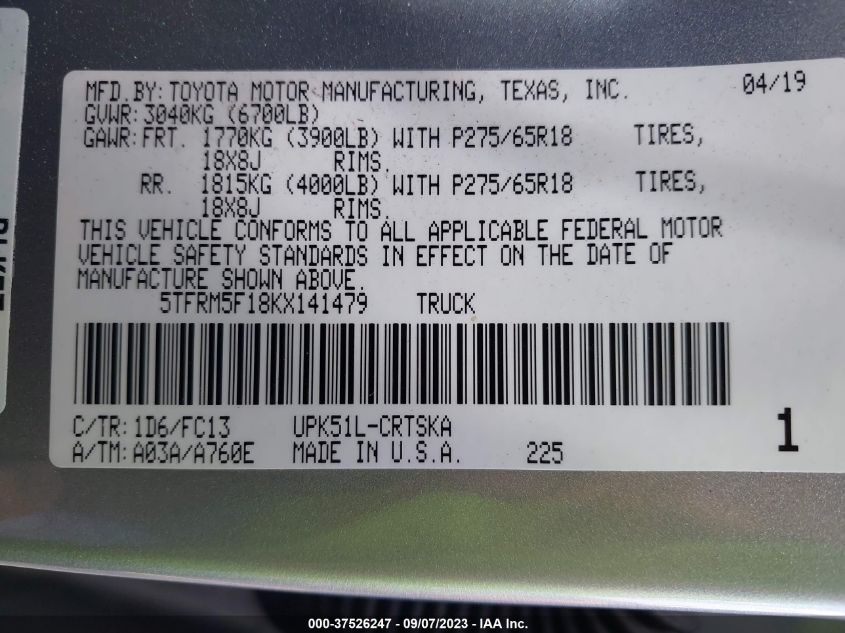 MFD. BY: TOYOTA MOTOR MANUFACTURING, TEXAS, INC. 04/19
GVWR: 3040KG (6700LB)
GAWR: FRT. 1770KG (3900LB) WITH P275/65R18 TIRES,
18X8J RIMS.
RR. 1815KG (4000LB) WITH P275/65R18 TIRES,
18X8J RIMS.
THIS VEHICLE CONFORMS TO ALL APPLICABLE FEDERAL MOTOR
VEHICLE SAFETY STANDARDS IN EFFECT ON THE DATE OF
MANUFACTURE SHOWN ABOVE.
5TFRM5F18KX141479 TRUCK
C/TR: 1D6/FC13 UPK51L-CRTSKA
A/TM: A03A/A760E MADE IN U.S.A. 225
1
000-37526247 - 09/07/2023 - IAA Inc.